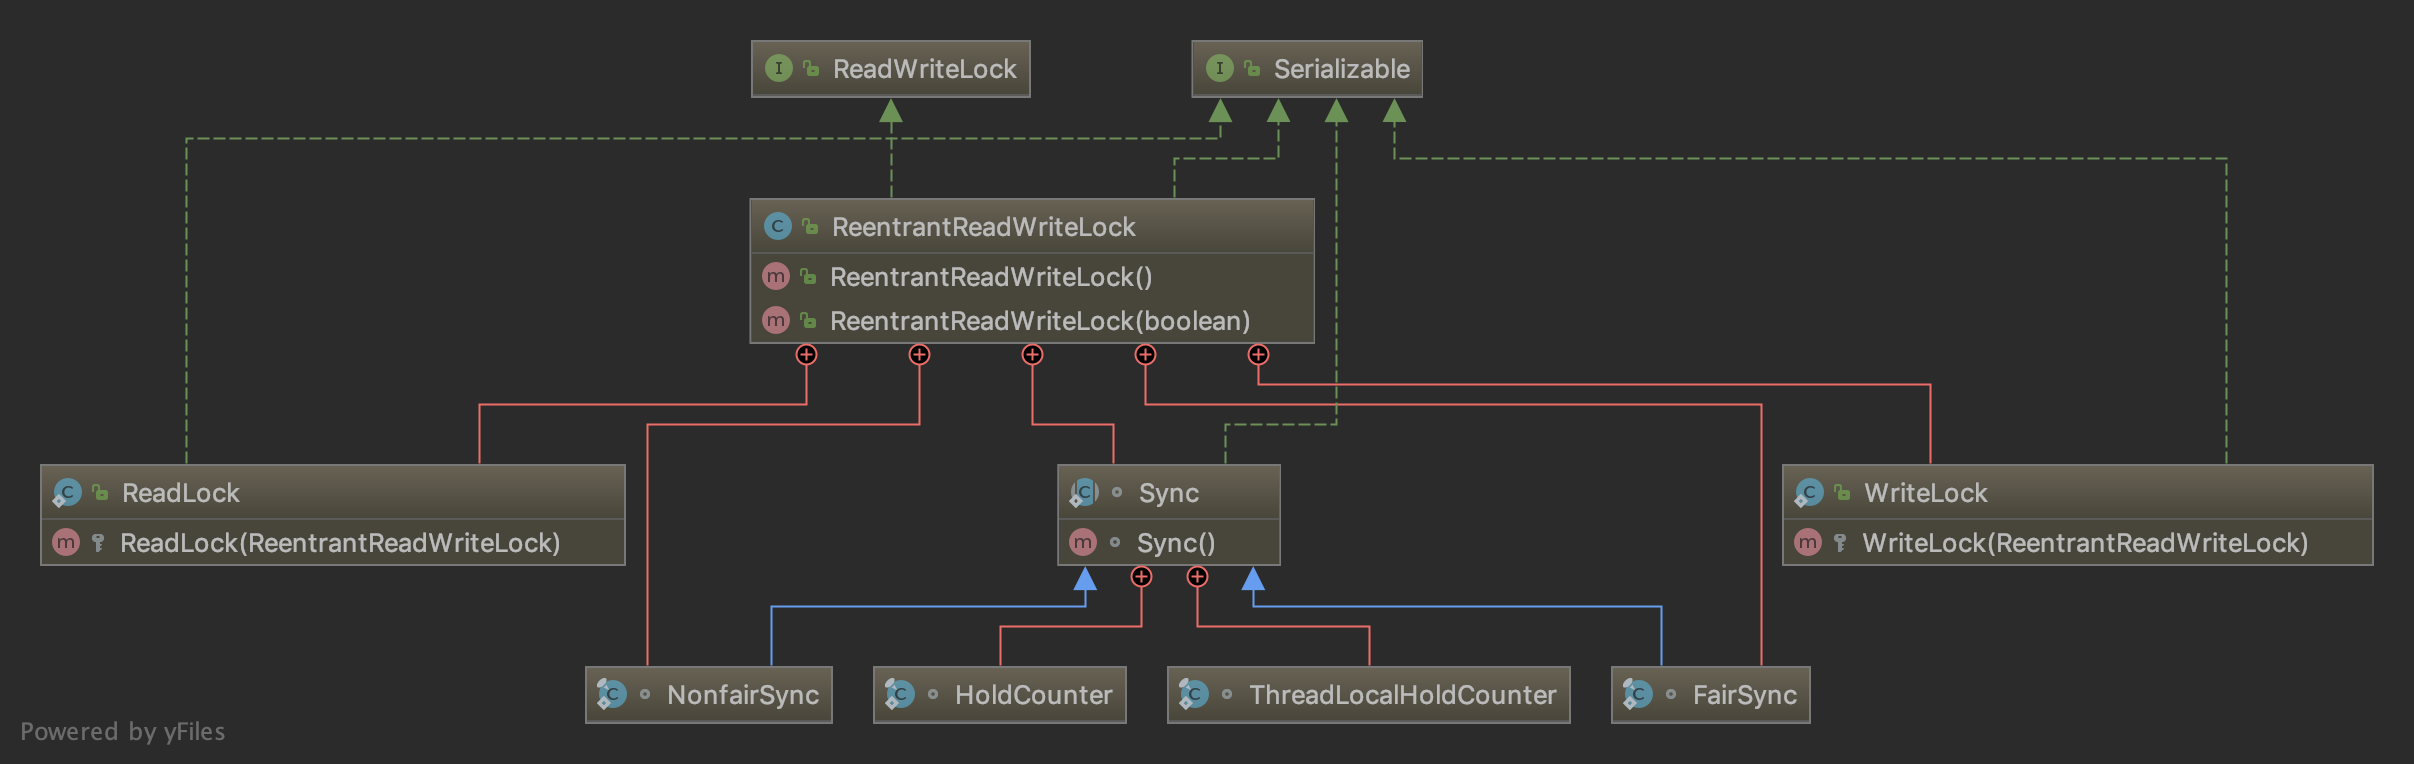 ReadWriteLock
Serializable
ReentrantReadWriteLock
ReentrantReadWriteLock()
ReentrantReadWriteLock(boolean)
ReadLock
ReadLock(ReentrantReadWriteLock)
Sync
Sync()
WriteLock
WriteLock(ReentrantReadWriteLock)
NonfairSync
HoldCounter
ThreadLocalHoldCounter
FairSync
Powered by yFiles